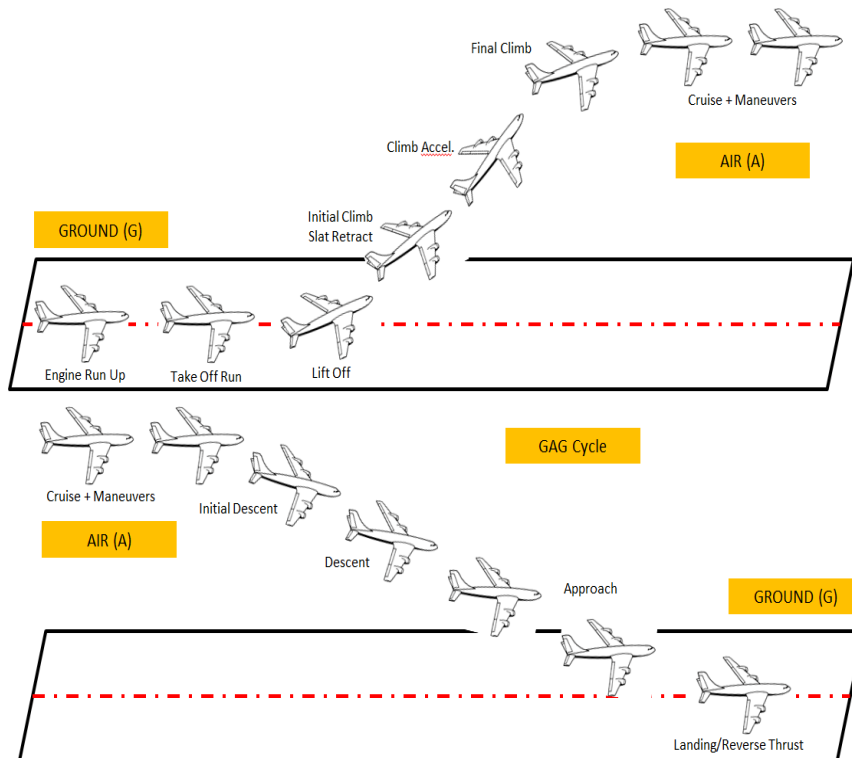 Final Climb
Cruise + Maneuvers
Climb Accel.
AIR (A)
Initial Climb
Slat Retract
GROUND (G)
Engine Run Up
Take Off Run
Lift Off
GAG Cycle
Cruise + Maneuvers
Initial Descent
AIR (A)
Descent
Approach
GROUND (G)
Landing/Reverse Thrust